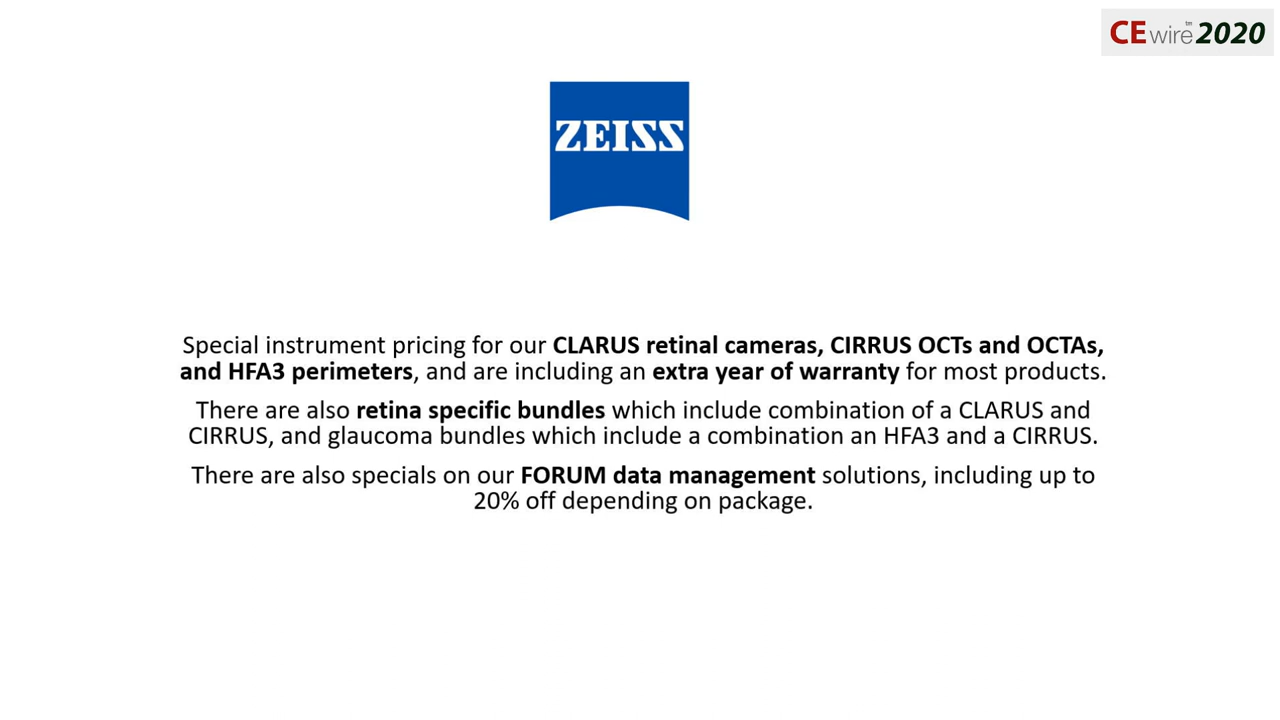 CE wire™ 2020
ZEISS
Special instrument pricing for our CLARUS retinal cameras, CIRRUS OCTs and OCTAs,
and HFA3 perimeters, and are including an extra year of warranty for most products.
There are also retina specific bundles which include combination of a CLARUS and
CIRRUS, and glaucoma bundles which include a combination an HFA3 and a CIRRUS.
There are also specials on our FORUM data management solutions, including up to
20% off depending on package.